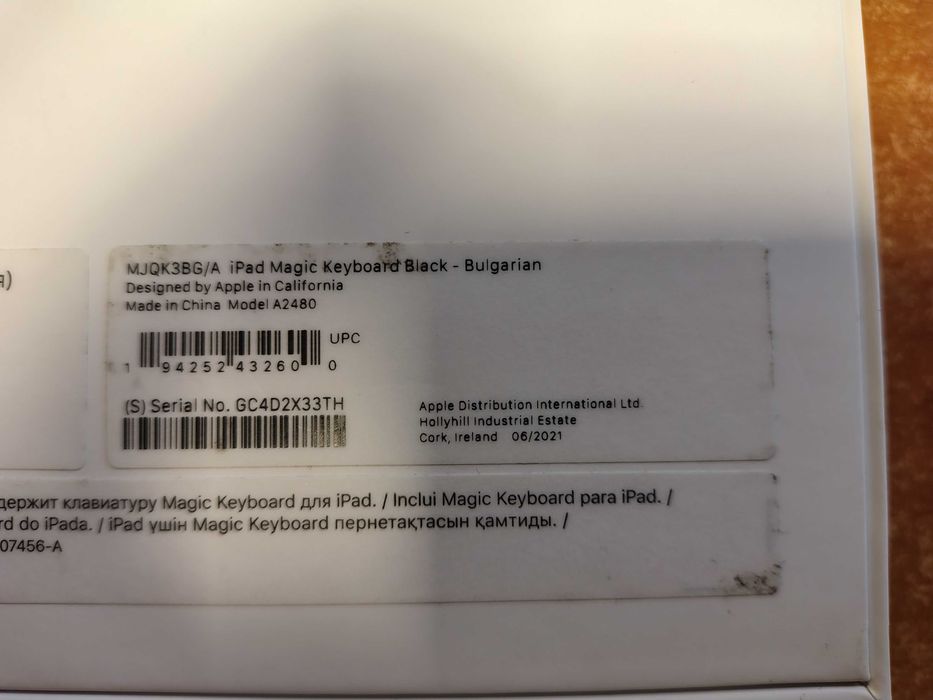 я)
MJQK3BG/A iPad Magic Keyboard Black - Bulgarian
Designed by Apple in California
Made in China Model A2480
UPC
1 94252 43260 0
(S) Serial No. GC4D2X33TH
Apple Distribution International Ltd.
Hollyhill Industrial Estate
Cork, Ireland 06/2021
держит клавиатуру Magic Keyboard для iPad. / Inclui Magic Keyboard para iPad. /
rd do iPada. / iPad үшін Magic Keyboard пернетақтасын қамтиды. /
07456-A